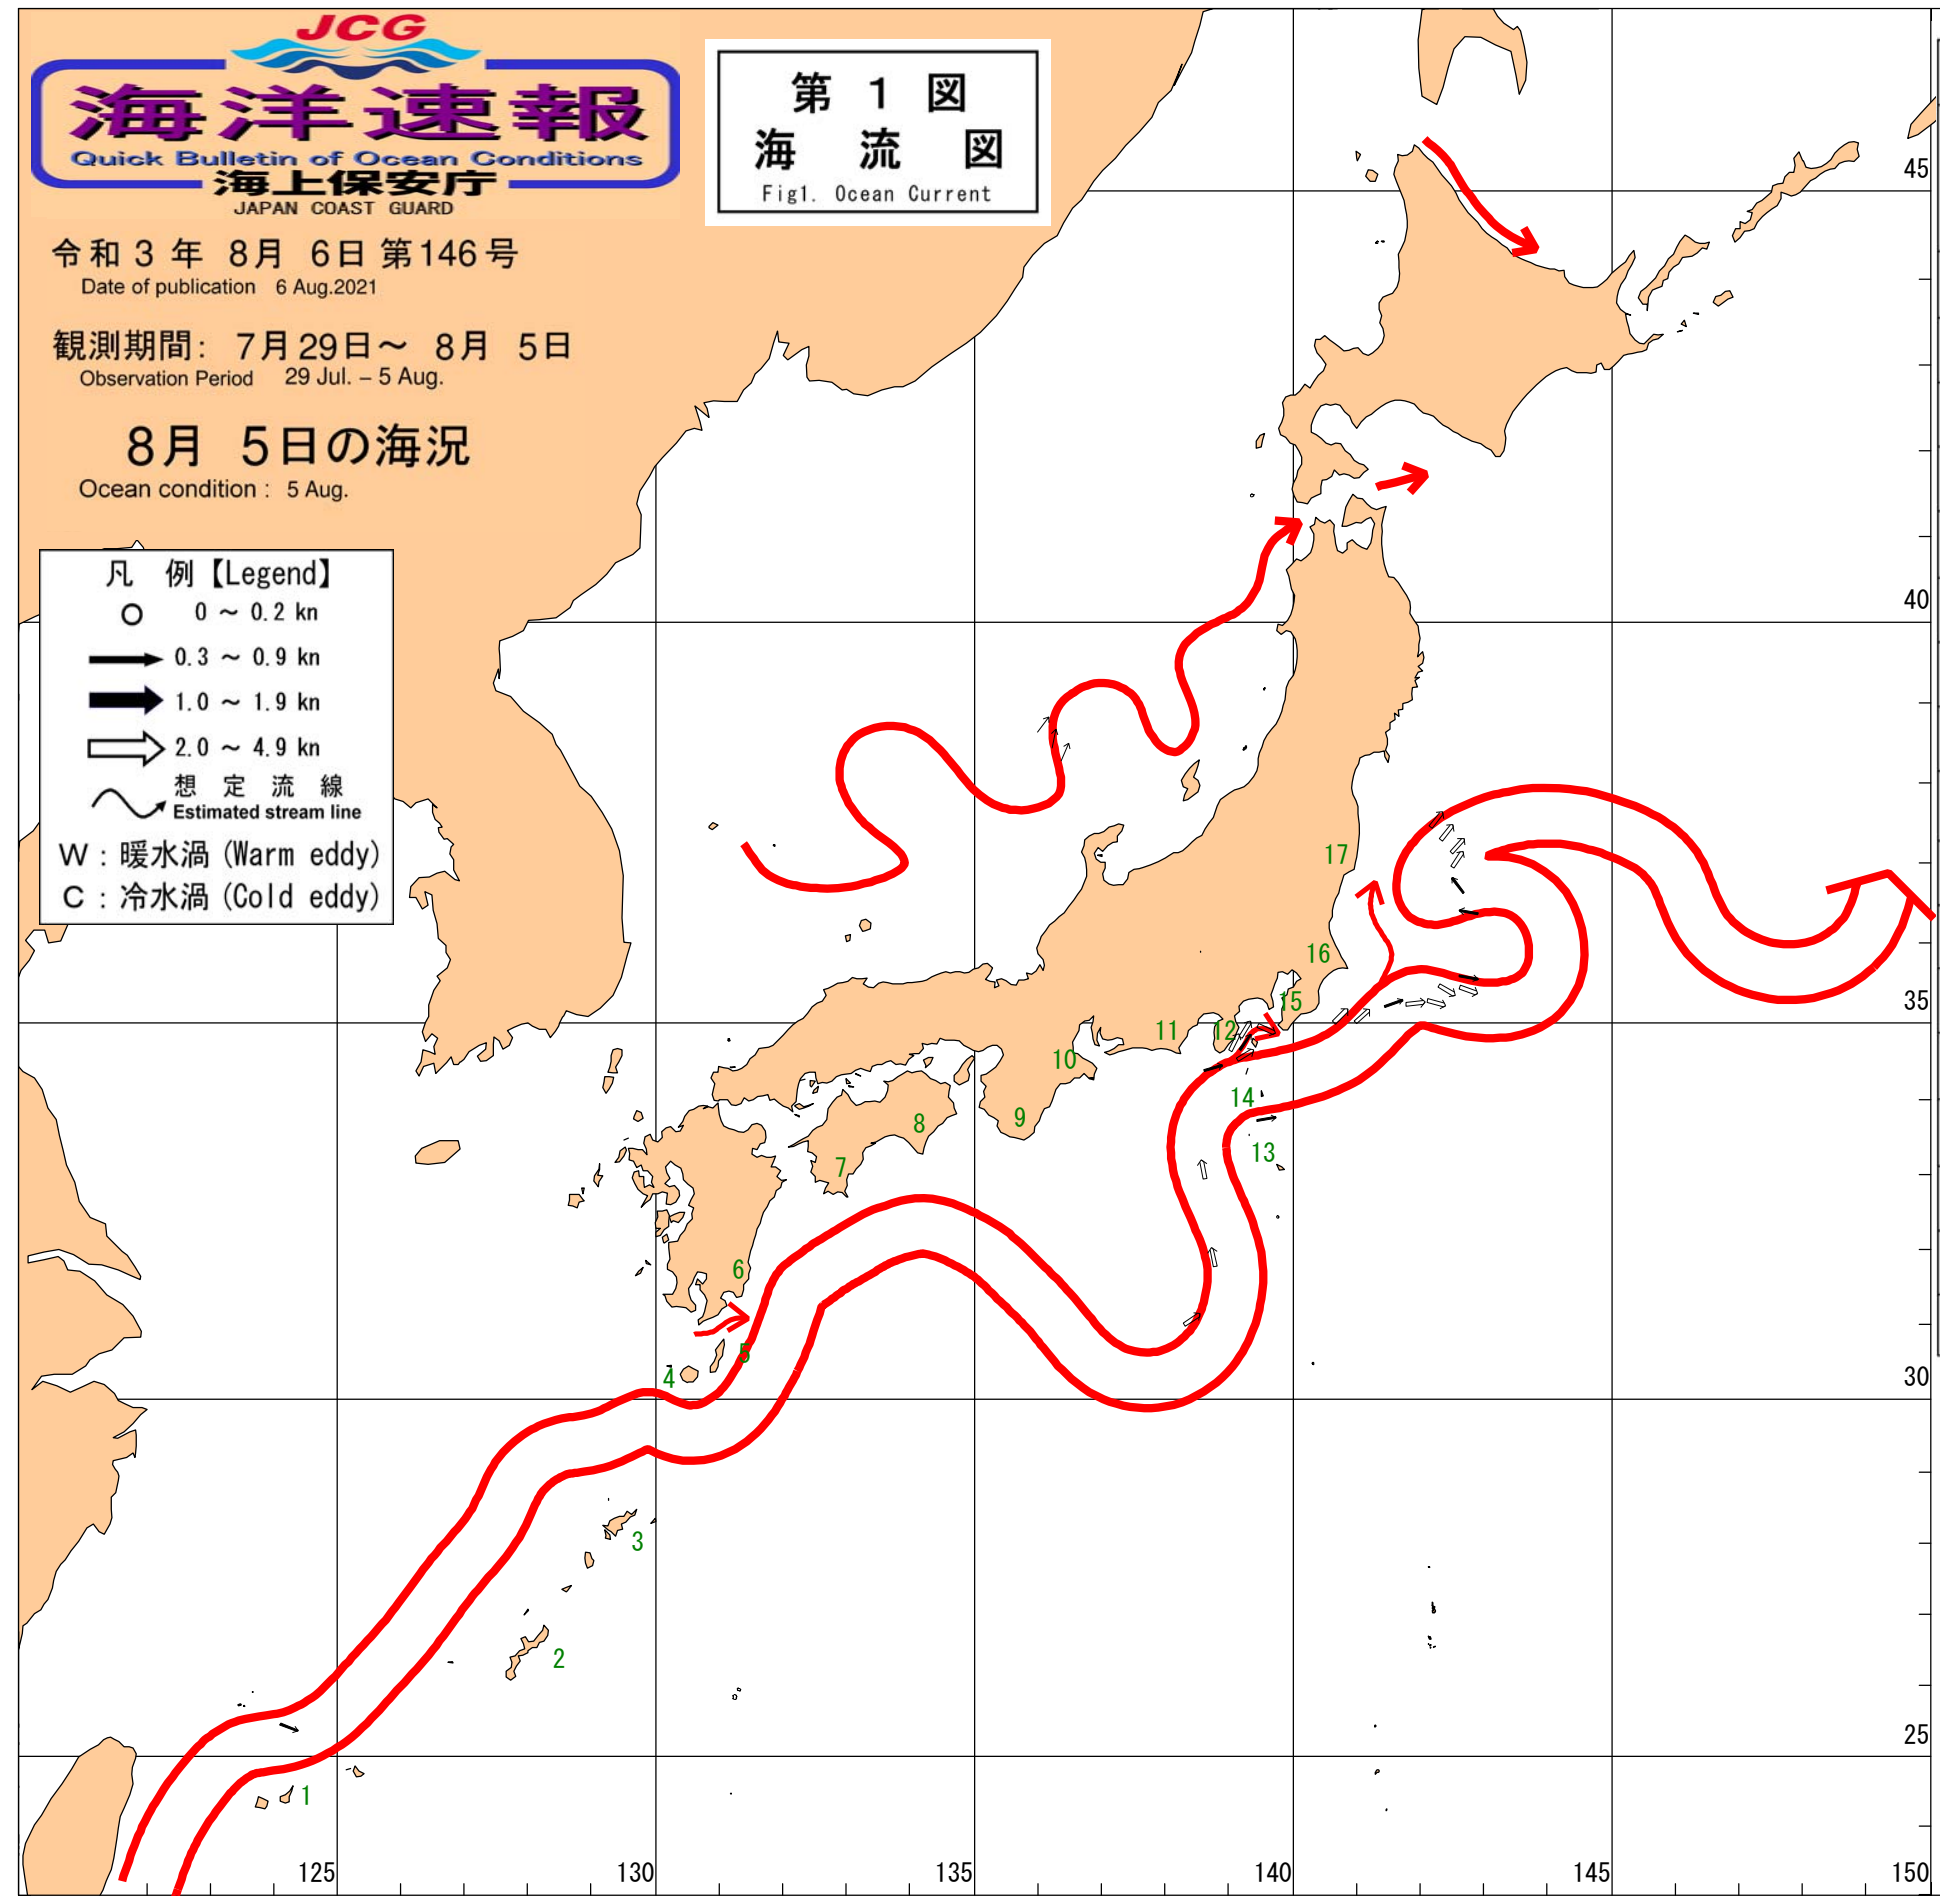 JCG
海洋速報
Quick Bulletin of Ocean Conditions
海上保安庁
JAPAN COAST GUARD
第 1 図
海 流 図
Fig1. Ocean Current
令和 3 年 8月 6日 第146号
Date of publication 6 Aug.2021
観測期間: 7月29日～ 8月 5日
Observation Period 29 Jul. – 5 Aug.
8月 5日の海況
Ocean condition : 5 Aug.
凡 例【Legend】
0 ～ 0.2 kn
0.3 ～ 0.9 kn
1.0 ～ 1.9 kn
2.0 ～ 4.9 kn
想 定 流 線
Estimated stream line
W : 暖水渦 (Warm eddy)
C : 冷水渦 (Cold eddy)
45
40
35
30
25
17
16
15
12
11
10
14
9
8
13
7
6
5
4
3
2
1
125
130
135
140
145
150